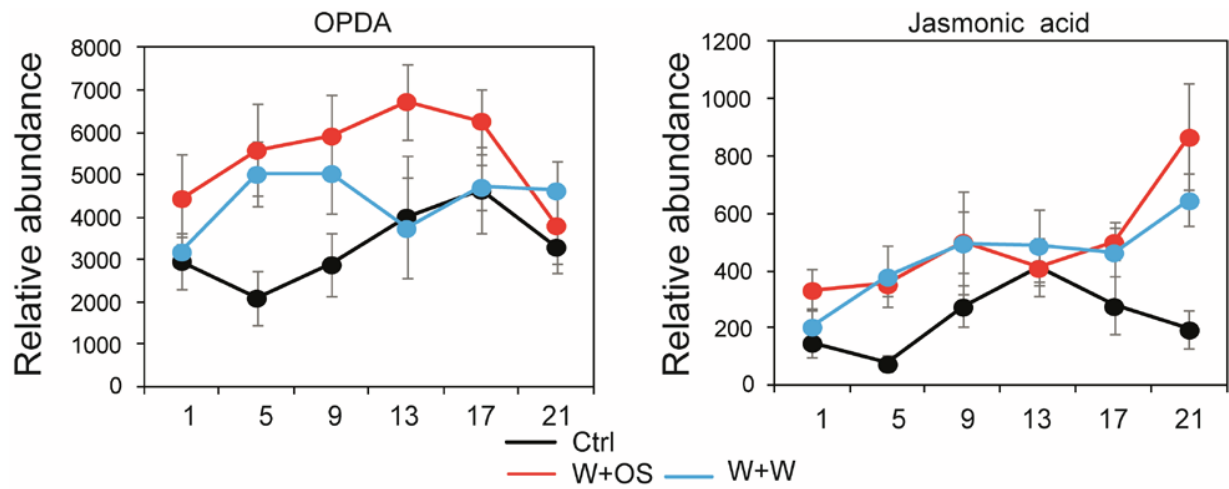 OPDA
Relative abundance
8000
7000
6000
5000
4000
3000
2000
1000
0
1 5 9 13 17 21
Jasmonic acid
Relative abundance
1200
1000
800
600
400
200
0
1 5 9 13 17 21
Ctrl
W+OS W+W